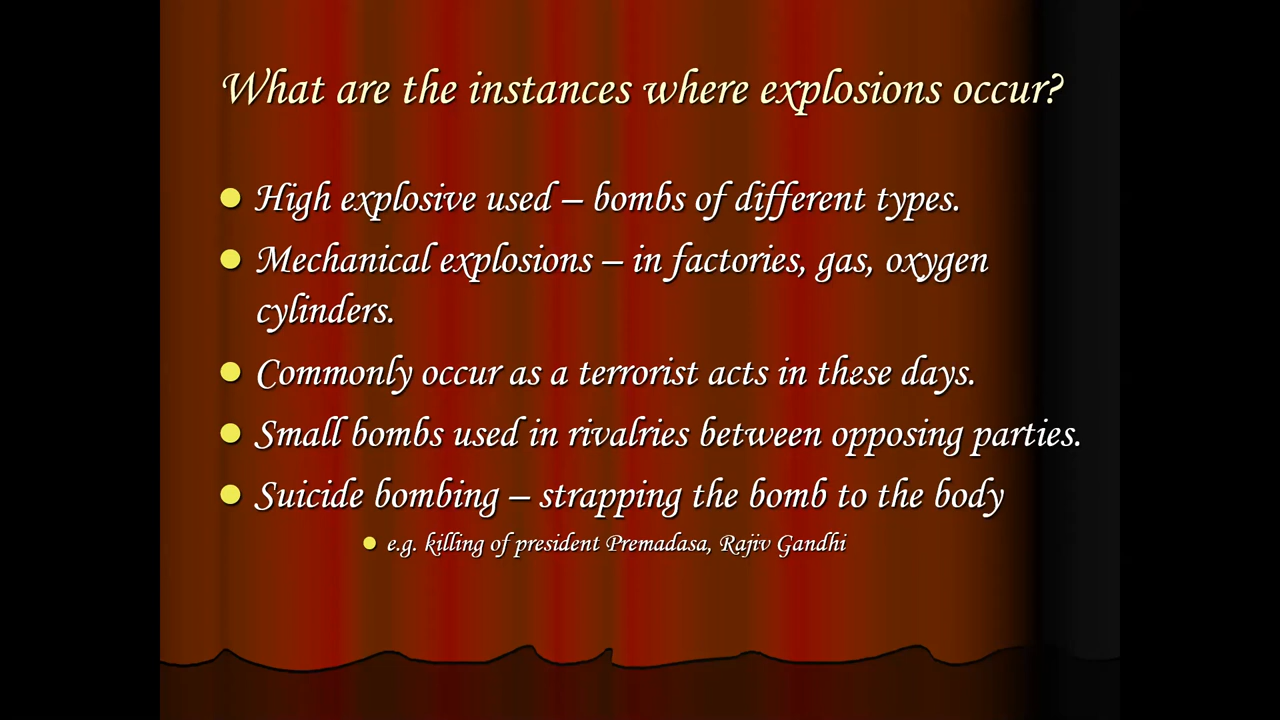 What are the instances where explosions occur?
High explosive used – bombs of different types.
Mechanical explosions – in factories, gas, oxygen
cylinders.
Commonly occur as a terrorist acts in these days.
Small bombs used in rivalries between opposing parties.
Suicide bombing – strapping the bomb to the body
e.g. killing of president Premadasa, Rajiv Gandhi